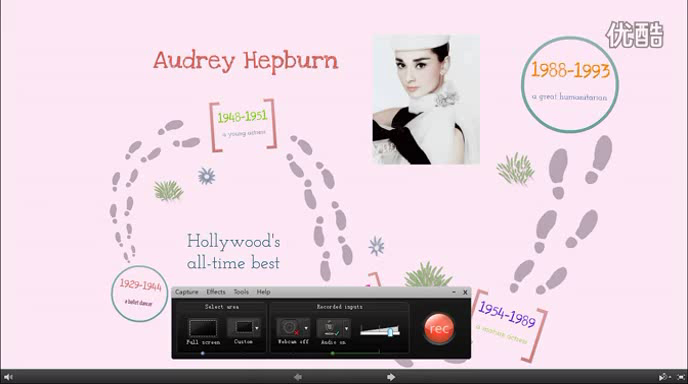 优酷
Audrey Hepburn
1988-1993
a great humanitarian
1948-1951
a young actress
Hollywood's
all-time best
1929-1944
a ballet dancer
1954-1989
a mature actress
Capture Effects Tools Help
Select area
Recorded inputs
Full screen
Custom
Webcam off
Audio on
rec